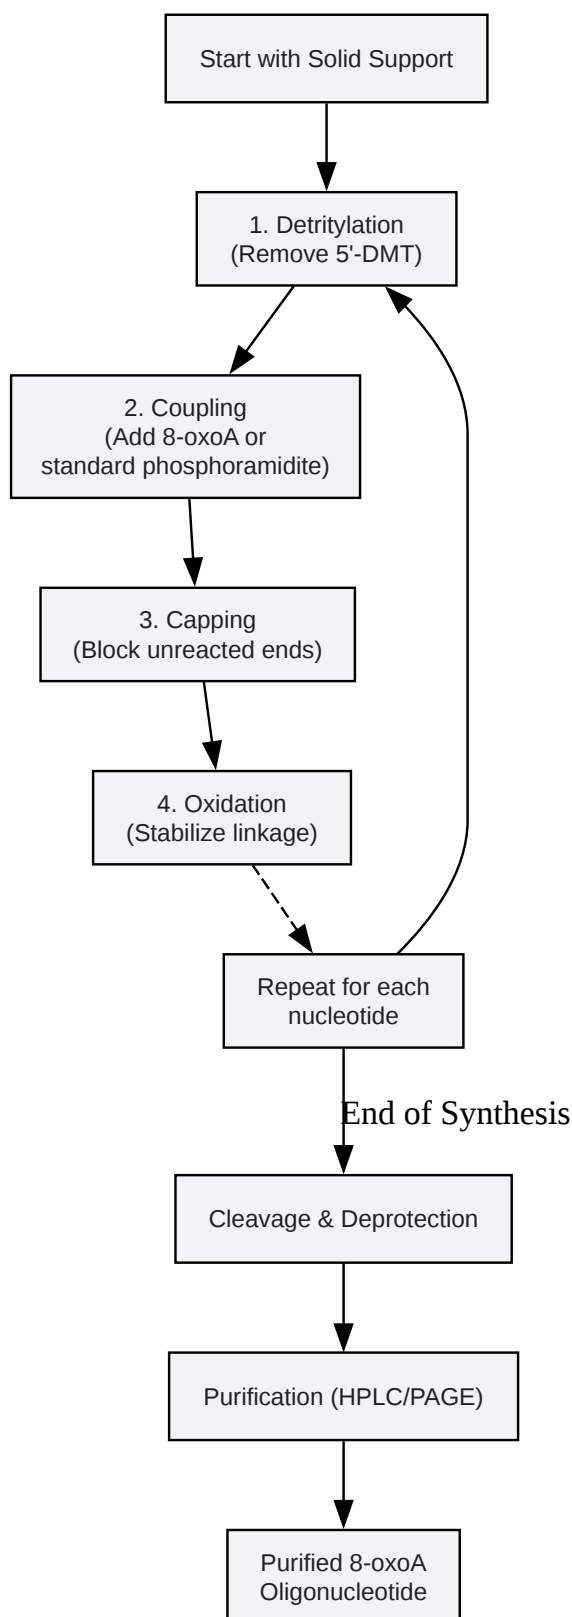 Start with Solid Support
1. Detritylation
(Remove 5'-DMT)
2. Coupling
(Add 8-oxoA or
standard phosphoramidite)
3. Capping
(Block unreacted ends)
4. Oxidation
(Stabilize linkage)
Repeat for each
nucleotide
End of Synthesis
Cleavage & Deprotection
Purification (HPLC/PAGE)
Purified 8-oxoA
Oligonucleotide